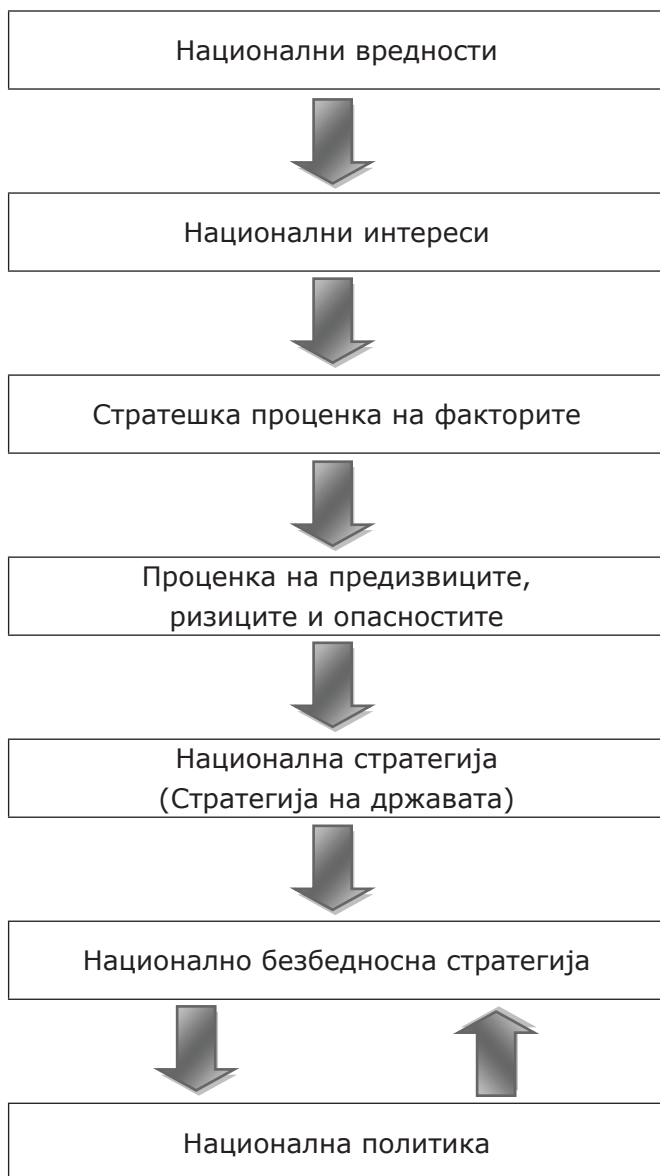 Национални вредности
Национални интереси
Стратешка проценка на факторите
Проценка на предизвиците,
ризиците и опасностите
Национална стратегија
(Стратегија на државата)
Национално безбедносна стратегија
Национална политика